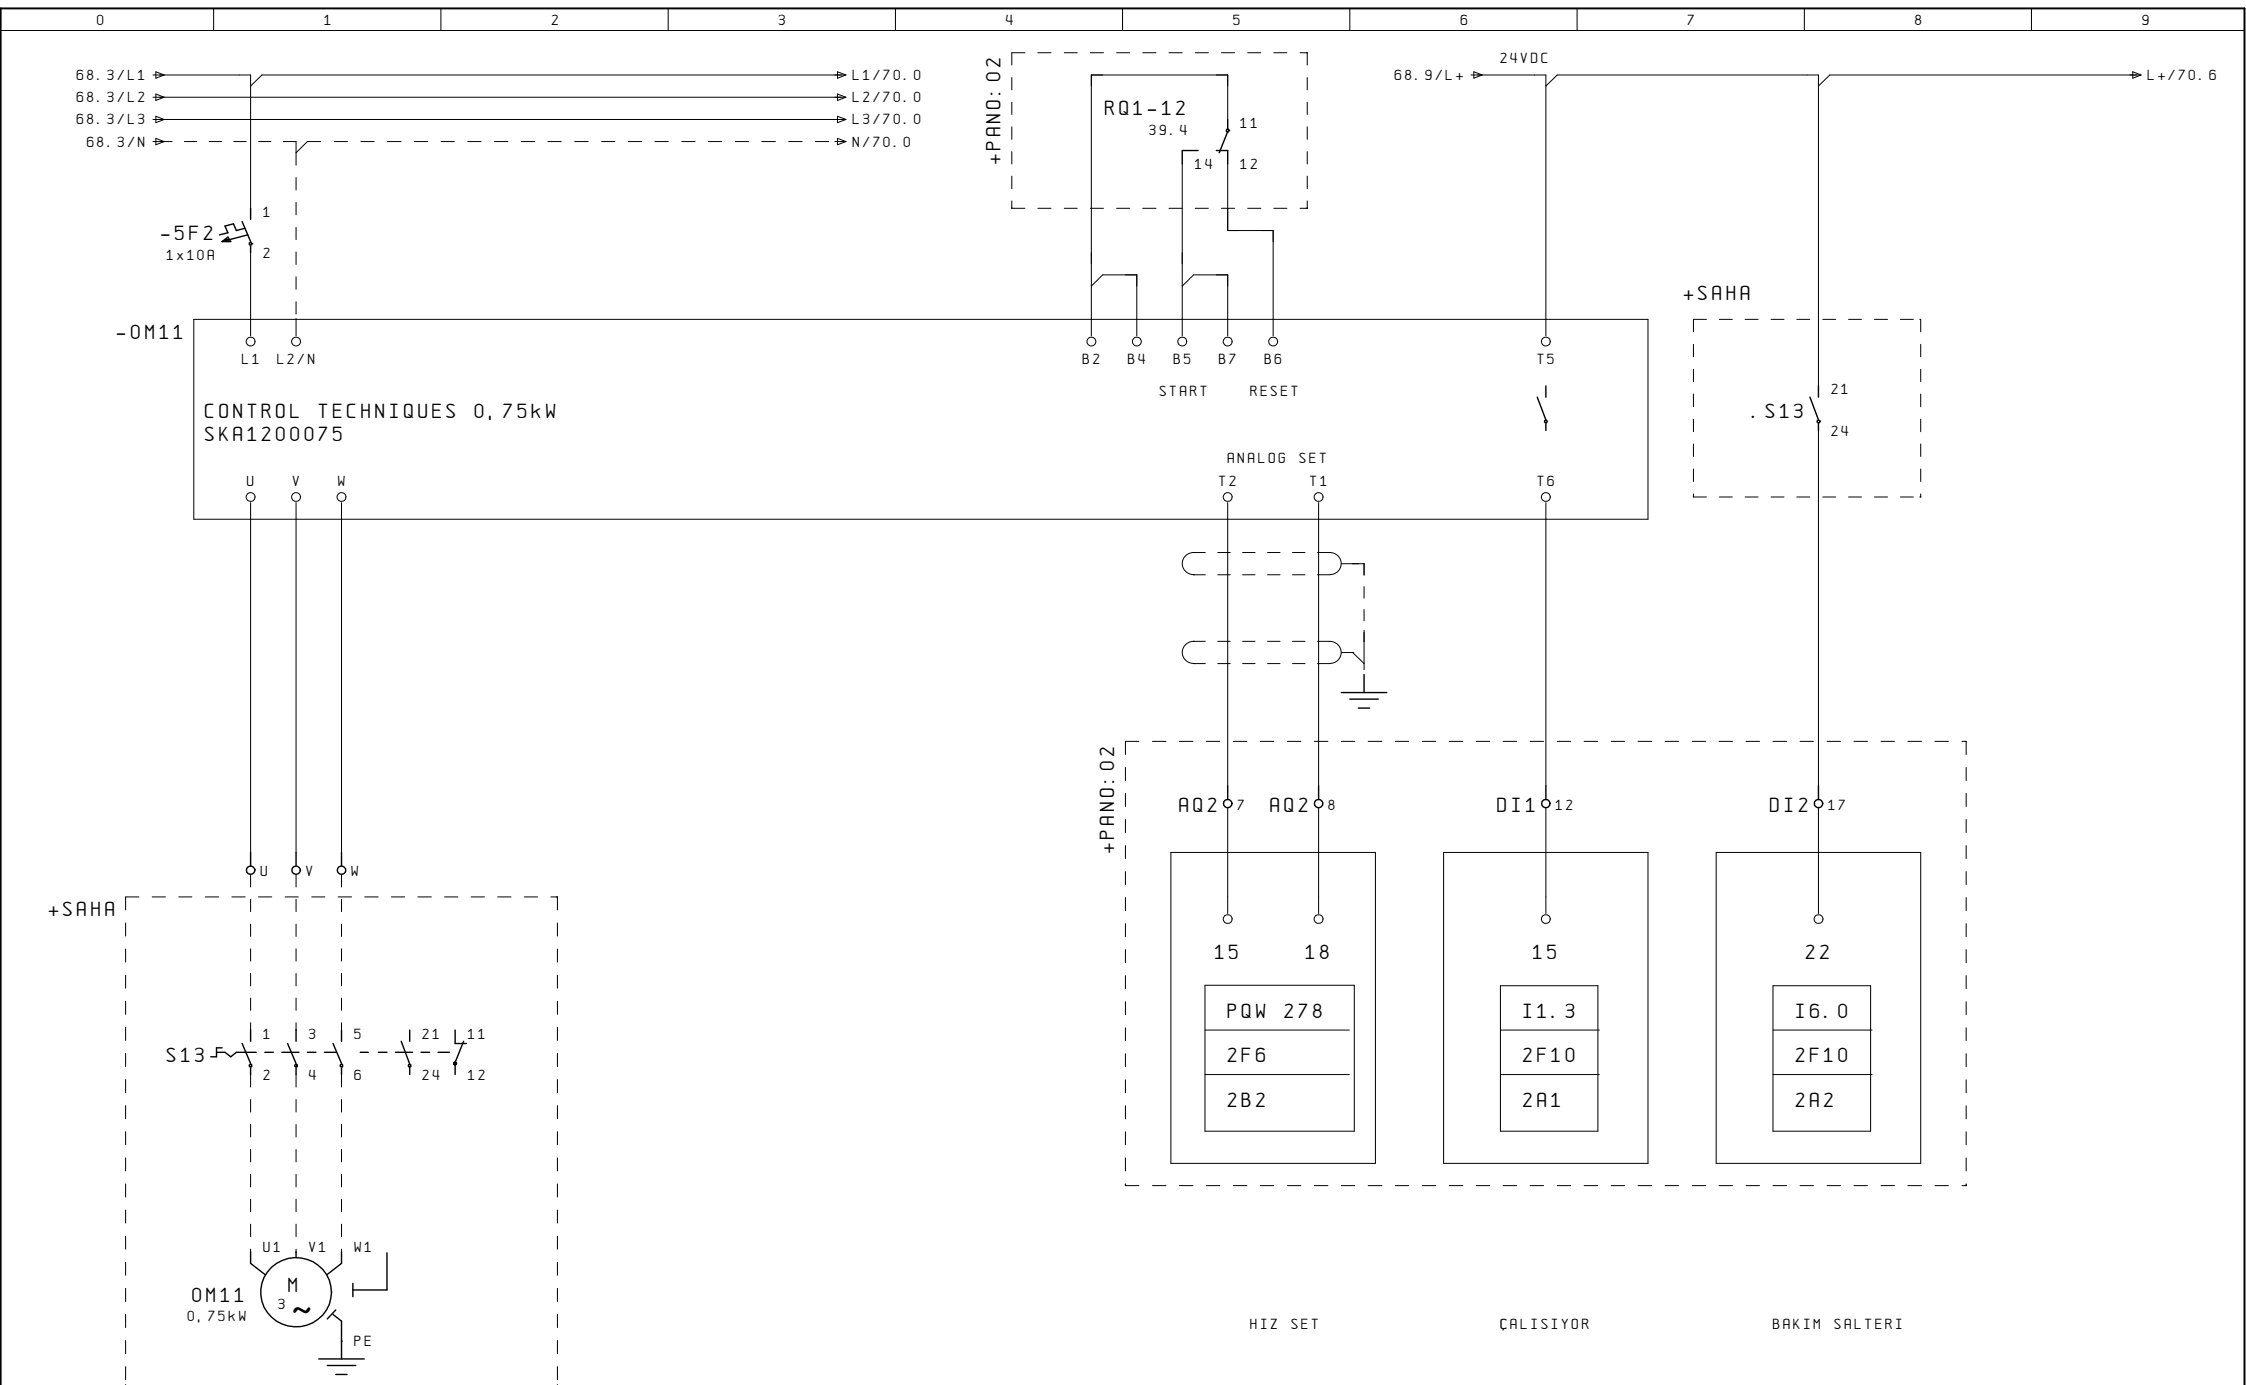 0 1 2 3 4 5 6 7 8 9
24VDC
68.3/L1 L1/70.0 68.9/L+ L+/70.6
68.3/L2 L2/70.0
68.3/L3 L3/70.0
68.3/N N/70.0
+PANO:02
RQ1-12
39.4
11
14 12
-5F2
1x10A
1
2
+SAHA
-OM11
L1 L2/N B2 B4 B5 B7 B6 T5
START RESET
CONTROL TECHNIQUES 0,75kW
SKA1200075
.S13
21
24
ANALOG SET
U V W T2 T1 T6
+PANO:02
AQ2 7 AQ2 8 DI1 12 DI2 17
U V W
+SAHA
15 18 15 22
PQW 278 I1.3 I6.0
2F6 2F10 2F10
2B2 2A1 2A2
S13
1 3 5 21 11
2 4 6 24 12
U1 V1 W1
M
3 ~
OM11
0,75kW
PE
HIZ SET ÇALISIYOR BAKIM SALTERI